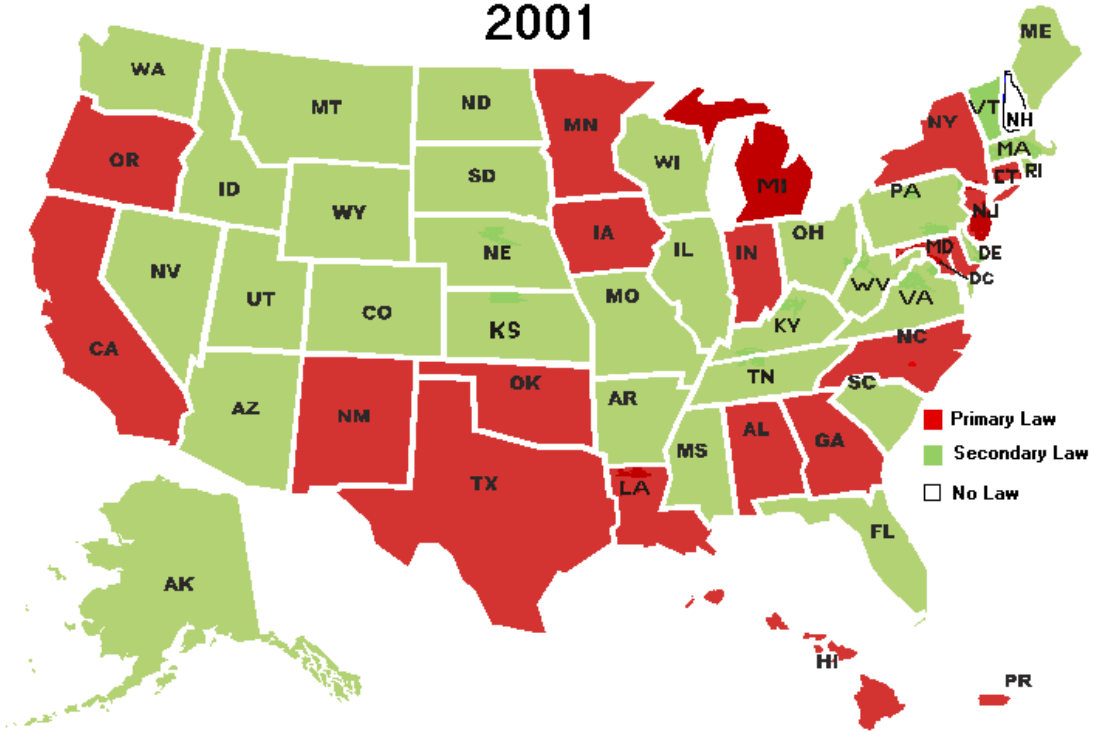 2001
ME
WA
MT
ND
MN
VT
NH
NY
MA
OR
ID
SD
WI
MI
CT
RI
WY
PA
NJ
IA
NE
IL
IN
OH
MD
DE
DC
NV
UT
CO
KS
MO
WV
VA
KY
CA
NC
TN
SC
OK
AZ
NM
AR
MS
AL
GA
Primary Law
Secondary Law
No Law
TX
LA
FL
AK
HI
PR